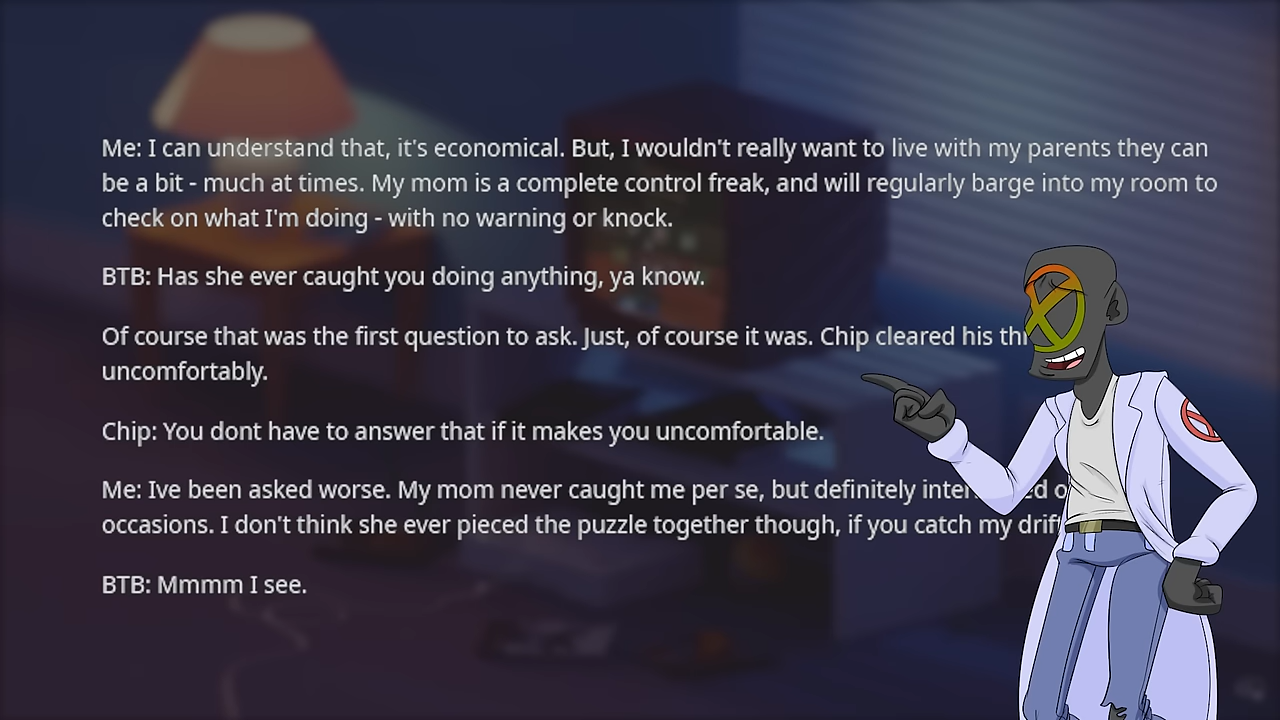 Me: I can understand that, it's economical. But, I wouldn't really want to live with my parents they can
be a bit - much at times. My mom is a complete control freak, and will regularly barge into my room to
check on what I'm doing - with no warning or knock.
BTB: Has she ever caught you doing anything, ya know.
Of course that was the first question to ask. Just, of course it was. Chip cleared his
uncomfortably.
Chip: You dont have to answer that if it makes you uncomfortable.
Me: Ive been asked worse. My mom never caught me per se, but definitely
occasions. I don't think she ever pieced the puzzle together though, if you catch my
BTB: Mmmm I see.